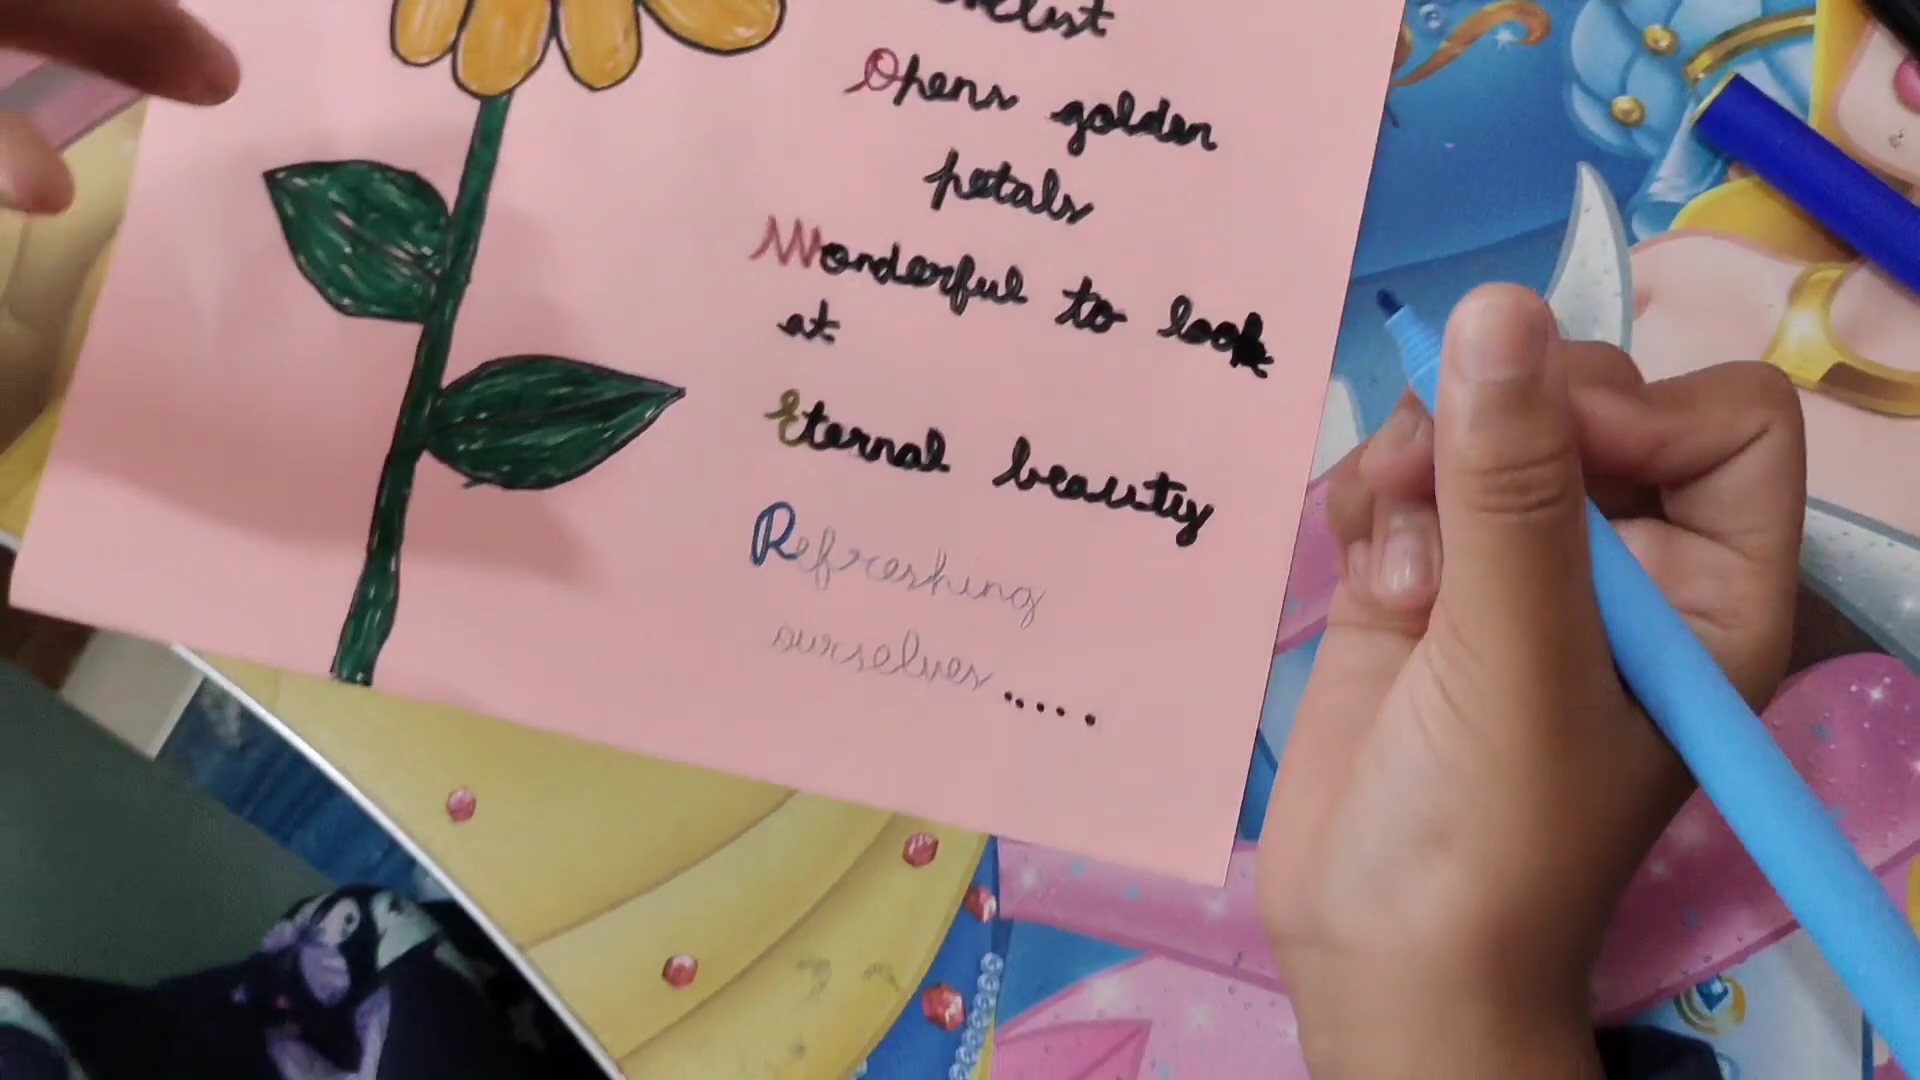 Opens golden
petals
Wonderful to look
at
Eternal beauty
Refreshing
ourselves.....